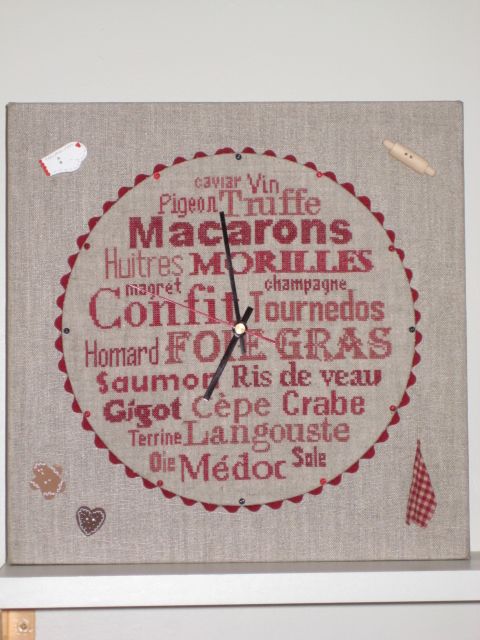 caviar Vin
Pigeon Truffe
Macarons
Huitres MORILLES
magret champagne
Confit Tournedos
Homard FOIE GRAS
Saumon Ris de veau
Gigot Cèpe Crabe
Terrine Langouste
Oie Médoc Sole